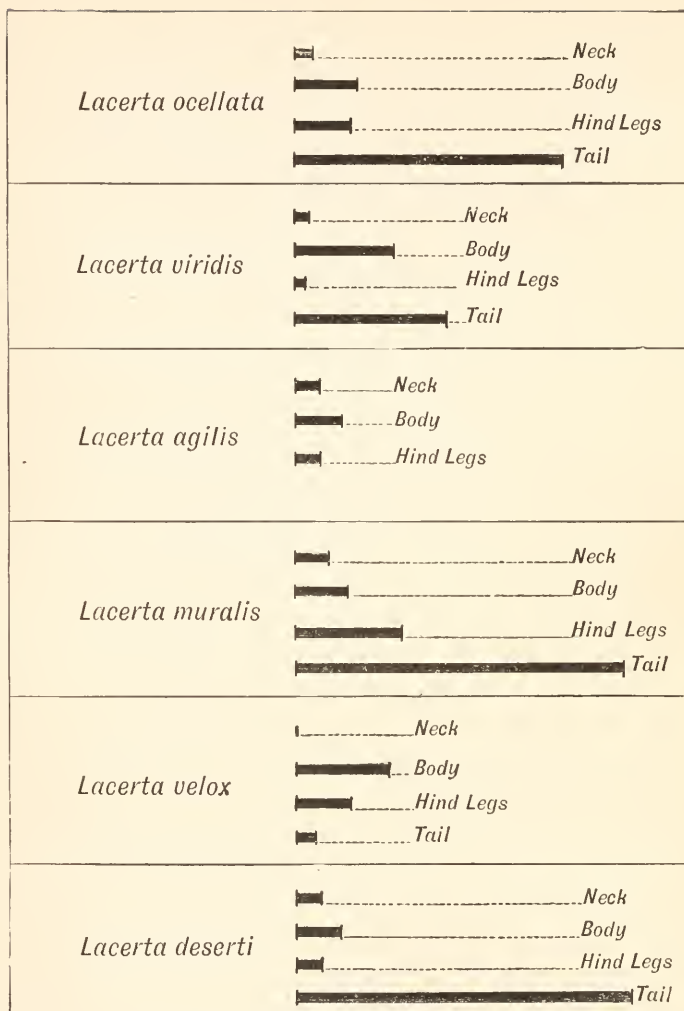 Lacerta ocellata
Neck
Body
Hind Legs
Tail
Lacerta viridis
Neck
Body
Hind Legs
Tail
Lacerta agilis
Neck
Body
Hind Legs
Lacerta muralis
Neck
Body
Hind Legs
Tail
Lacerta velox
Neck
Body
Hind Legs
Tail
Lacerta deserti
Neck
Body
Hind Legs
Tail